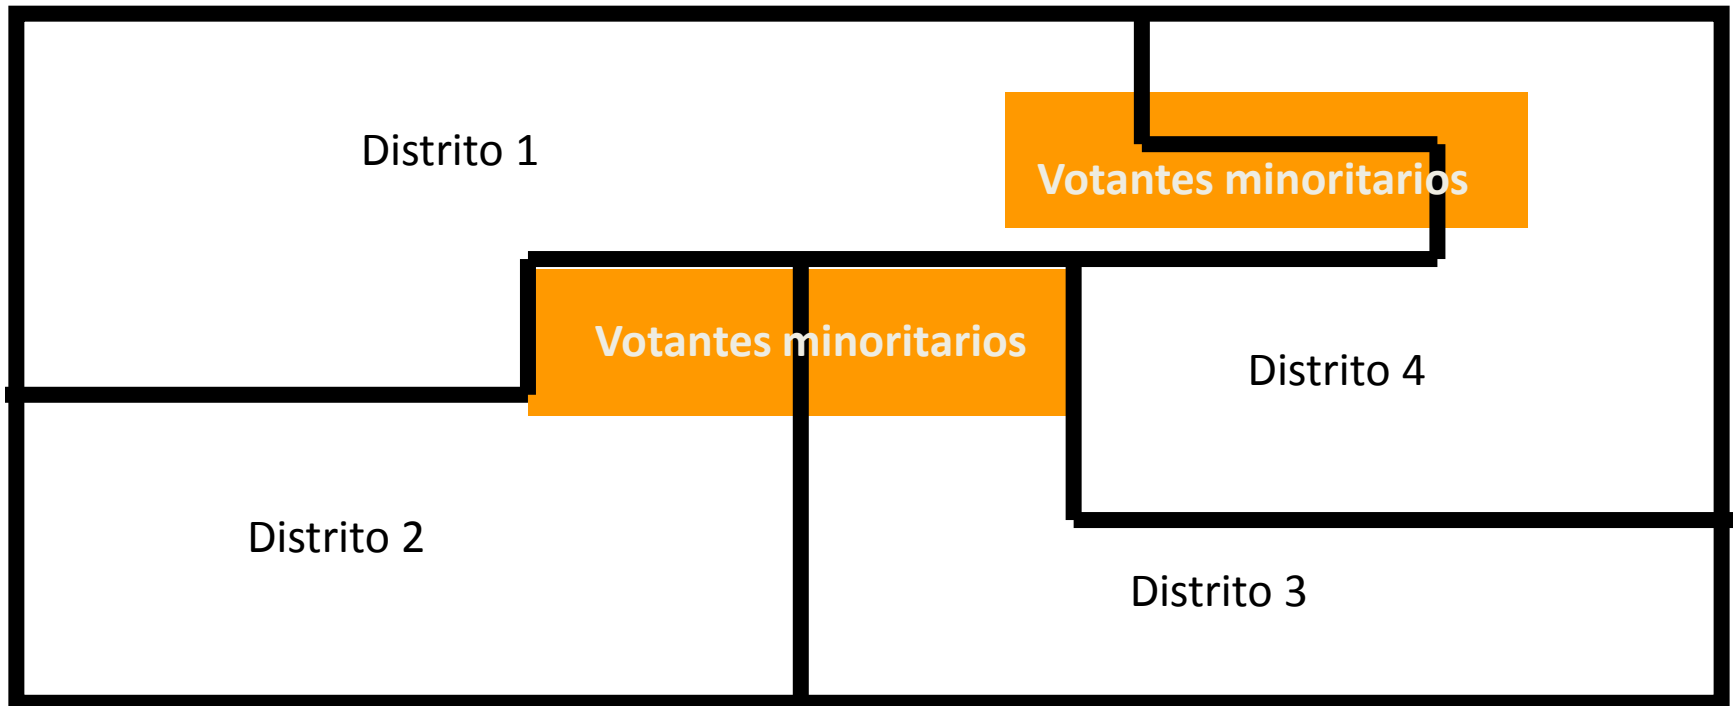 Distrito 1
Votantes minoritarios
Votantes minoritarios
Distrito 4
Distrito 2
Distrito 3